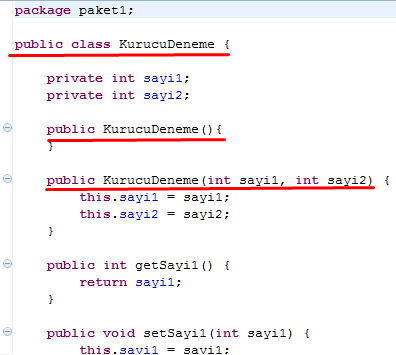 package paket1;
public class KurucuDeneme {
private int sayi1;
private int sayi2;
public KurucuDeneme(){
}
public KurucuDeneme(int sayi1, int sayi2) {
this.sayi1 = sayi1;
this.sayi2 = sayi2;
}
public int getSayi1() {
return sayi1;
}
public void setSayi1(int sayi1) {
this.sayi1 = sayi1;